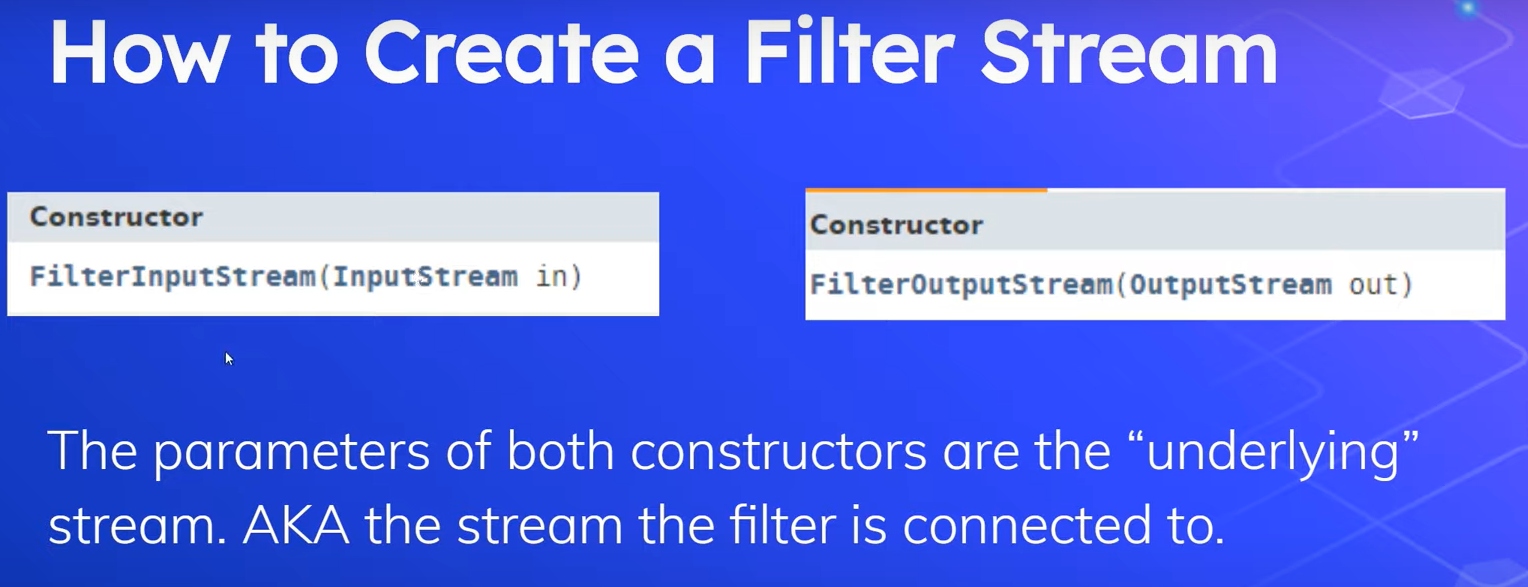 How to Create a Filter Stream
Constructor
FilterInputStream(InputStream in)
Constructor
FilterOutputStream(OutputStream out)
The parameters of both constructors are the “underlying”
stream. AKA the stream the filter is connected to.